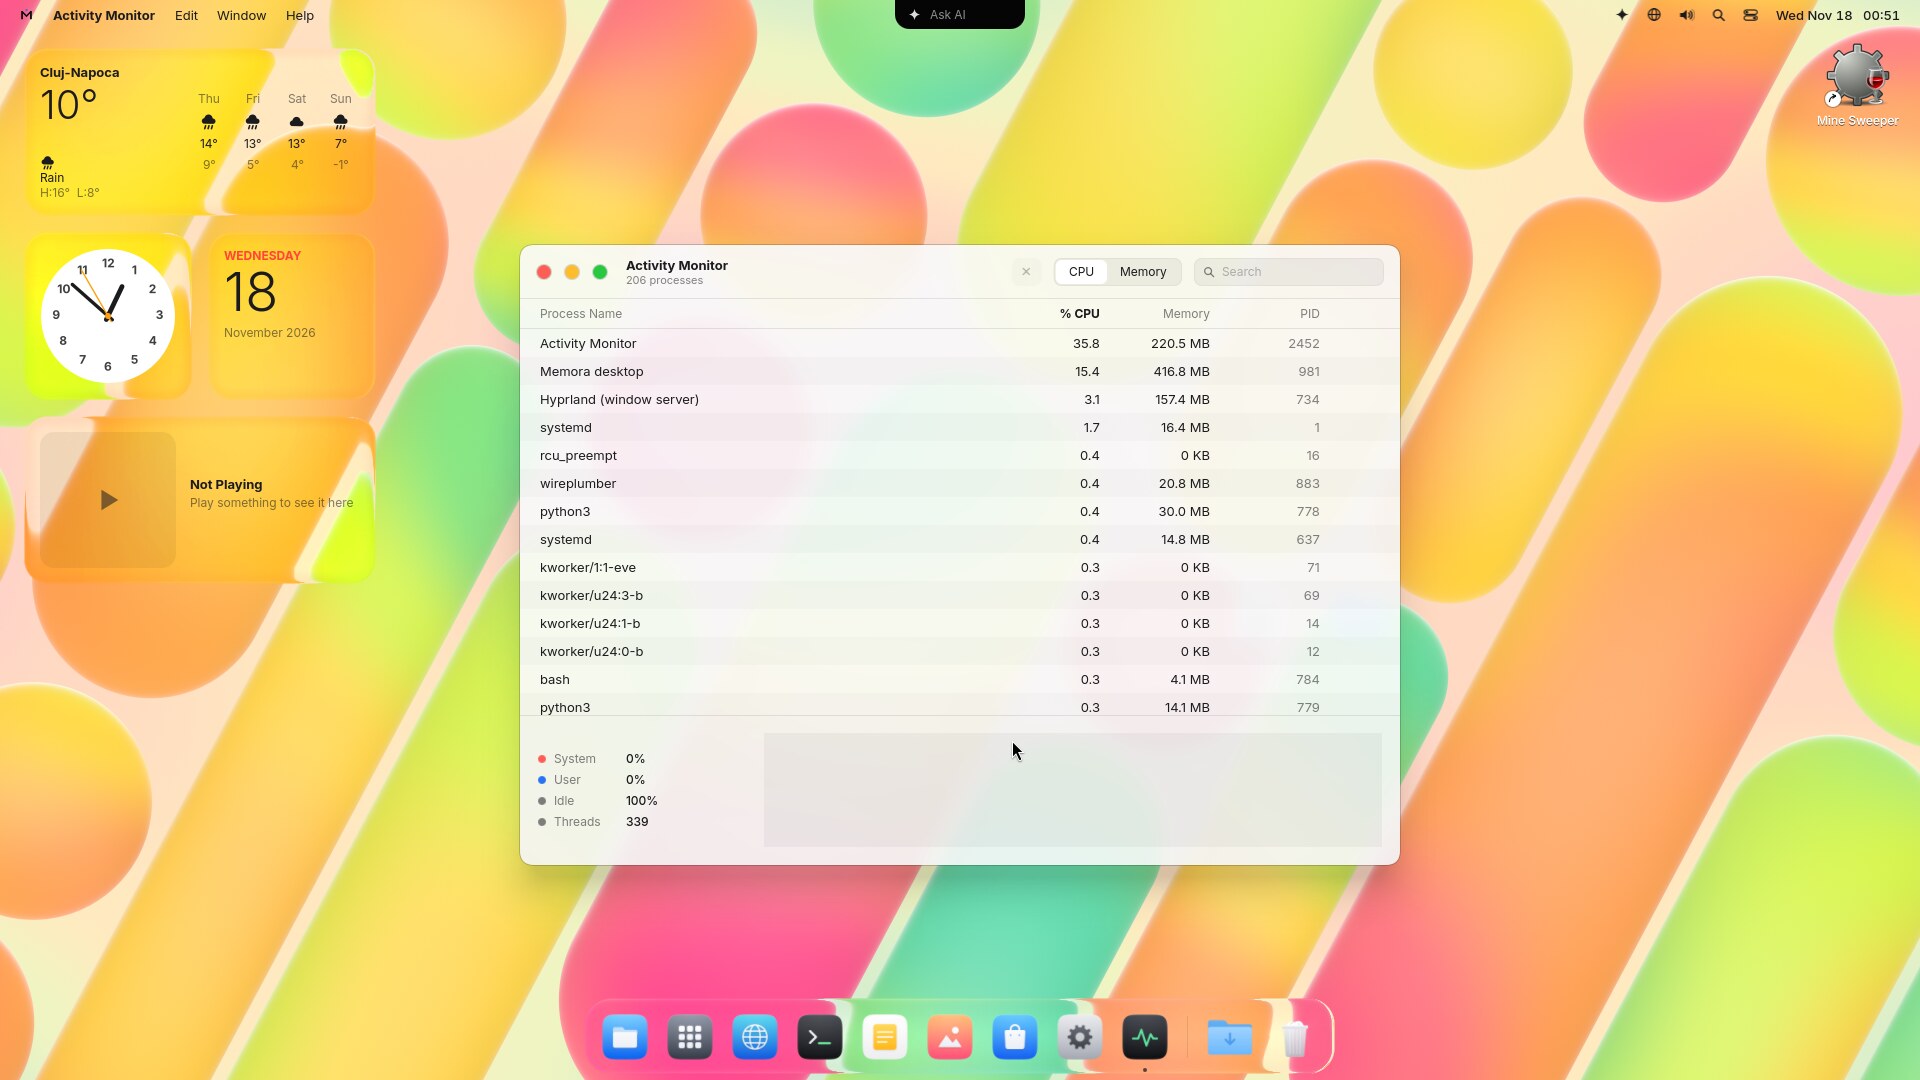 Activity Monitor Edit Window Help
Ask AI
Wed Nov 18 00:51
Cluj-Napoca
10°
Rain
H:16° L:8°
Thu Fri Sat Sun
14° 13° 13° 7°
9° 5° 4° -1°
12 1 2 3 4 5 6 7 8 9 10 11
WEDNESDAY
18
November 2026
Not Playing
Play something to see it here
Mine Sweeper
Activity Monitor
206 processes
CPU Memory
Search
Process Name % CPU Memory PID
Activity Monitor 35.8 220.5 MB 2452
Memora desktop 15.4 416.8 MB 981
Hyprland (window server) 3.1 157.4 MB 734
systemd 1.7 16.4 MB 1
rcu_preempt 0.4 0 KB 16
wireplumber 0.4 20.8 MB 883
python3 0.4 30.0 MB 778
systemd 0.4 14.8 MB 637
kworker/1:1-eve 0.3 0 KB 71
kworker/u24:3-b 0.3 0 KB 69
kworker/u24:1-b 0.3 0 KB 14
kworker/u24:0-b 0.3 0 KB 12
bash 0.3 4.1 MB 784
python3 0.3 14.1 MB 779
System 0%
User 0%
Idle 100%
Threads 339